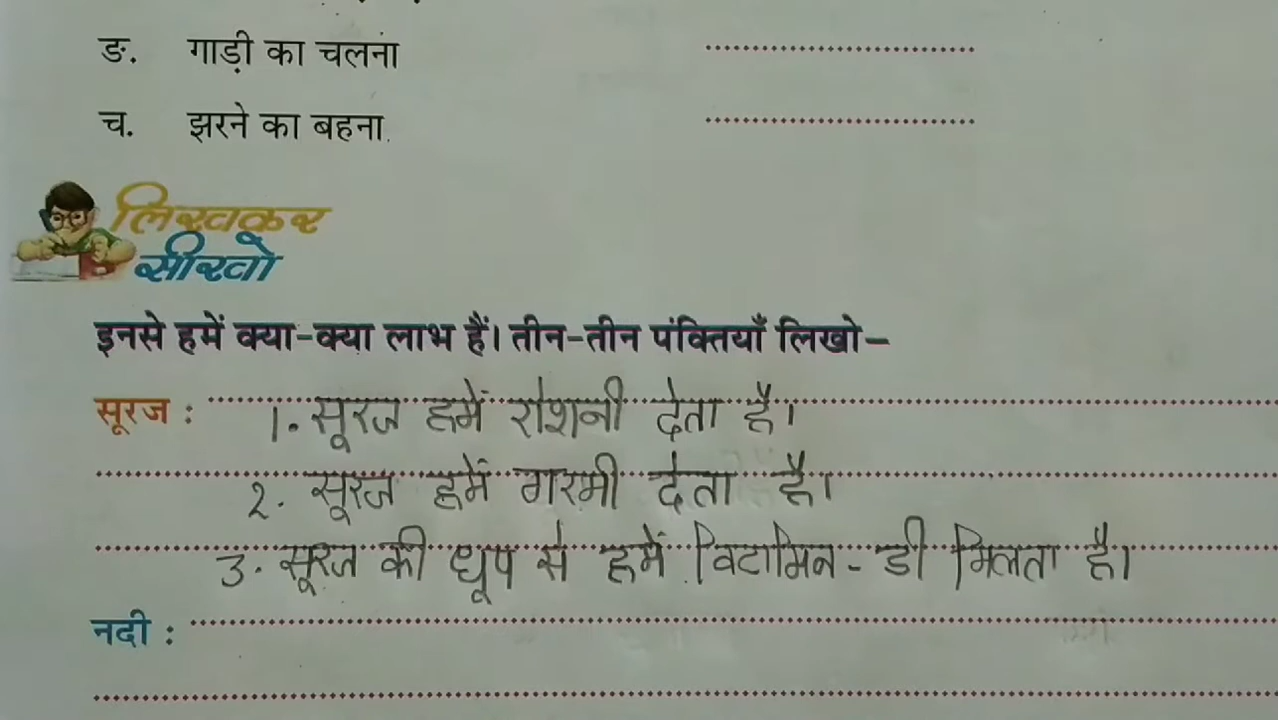 ङ. गाड़ी का चलना
च. झरने का बहना
लिखकर
सीखो
इनसे हमें क्या-क्या लाभ हैं। तीन-तीन पंक्तियाँ लिखो-
सूरज : 1. सूरज हमें रोशनी देता है।
2. सूरज हमें गरमी देता है।
3. सूरज की धूप से हमें विटामिन - डी मिलता है।
नदी :